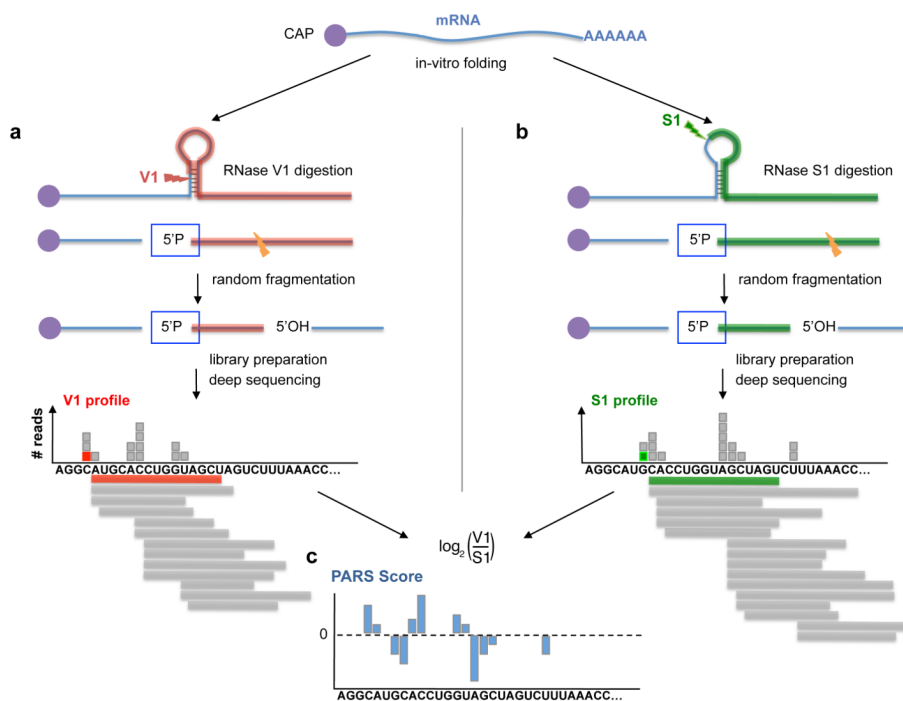 mRNA
CAP
AAAAAA
in-vitro folding
a
V1
RNase V1 digestion
5'P
random fragmentation
5'P
5'OH
library preparation
deep sequencing
V1 profile
# reads
AGGCAUGCACCUGGUAGCUAGUCUUUAAACC...
b
S1
RNase S1 digestion
5'P
random fragmentation
5'P
5'OH
library preparation
deep sequencing
S1 profile
AGGCAUGCACCUGGUAGCUAGUCUUUAAACC...
c
log2(V1/S1)
PARS Score
0
AGGCAUGCACCUGGUAGCUAGUCUUUAAACC...